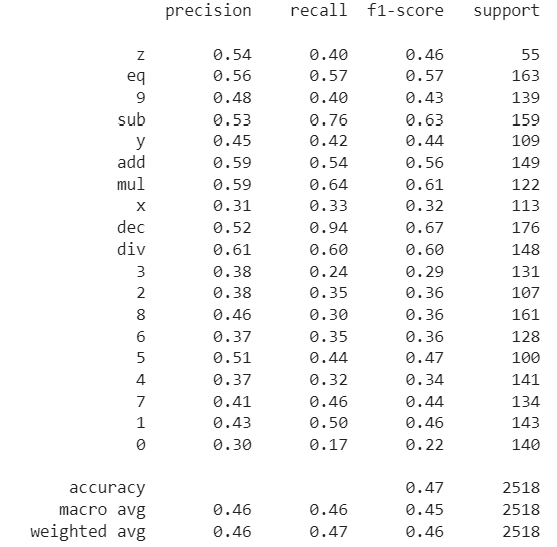 precision recall f1-score support
z 0.54 0.40 0.46 55
eq 0.56 0.57 0.57 163
9 0.48 0.40 0.43 139
sub 0.53 0.76 0.63 159
y 0.45 0.42 0.44 109
add 0.59 0.54 0.56 149
mul 0.59 0.64 0.61 122
x 0.31 0.33 0.32 113
dec 0.52 0.94 0.67 176
div 0.61 0.60 0.60 148
3 0.38 0.24 0.29 131
2 0.38 0.35 0.36 107
8 0.46 0.30 0.36 161
6 0.37 0.35 0.36 128
5 0.51 0.44 0.47 100
4 0.37 0.32 0.34 141
7 0.41 0.46 0.44 134
1 0.43 0.50 0.46 143
0 0.30 0.17 0.22 140
accuracy 0.47 2518
macro avg 0.46 0.46 0.45 2518
weighted avg 0.46 0.47 0.46 2518